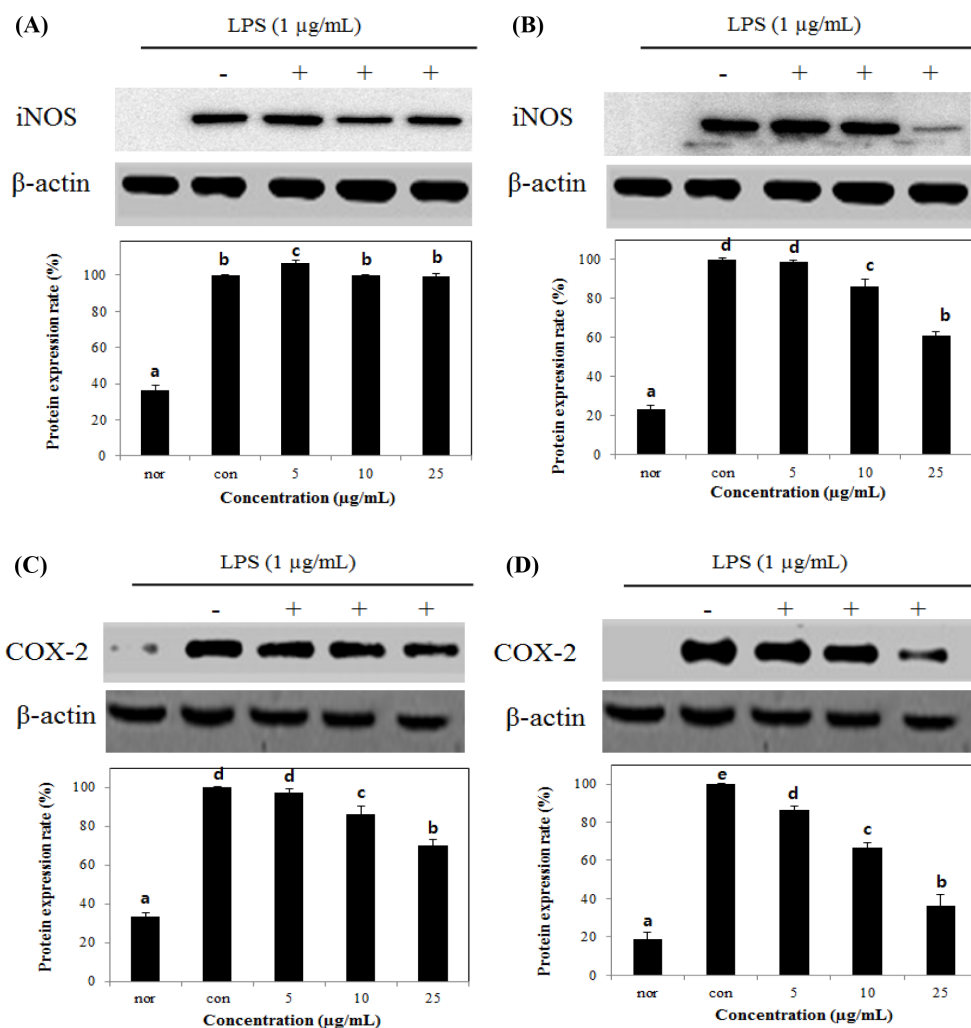 (A)
LPS (1 µg/mL)
- + + +
iNOS
β-actin
Protein expression rate (%)
100
80
60
40
20
0
a b c b b
nor con 5 10 25
Concentration (µg/mL)
(B)
LPS (1 µg/mL)
- + + +
iNOS
β-actin
Protein expression rate (%)
100
80
60
40
20
0
a d d c b
nor con 5 10 25
Concentration (µg/mL)
(C)
LPS (1 µg/mL)
- + + +
COX-2
β-actin
Protein expression rate (%)
100
80
60
40
20
0
a d d c b
nor con 5 10 25
Concentration (µg/mL)
(D)
LPS (1 µg/mL)
- + + +
COX-2
β-actin
Protein expression rate (%)
100
80
60
40
20
0
a e d c b
nor con 5 10 25
Concentration (µg/mL)